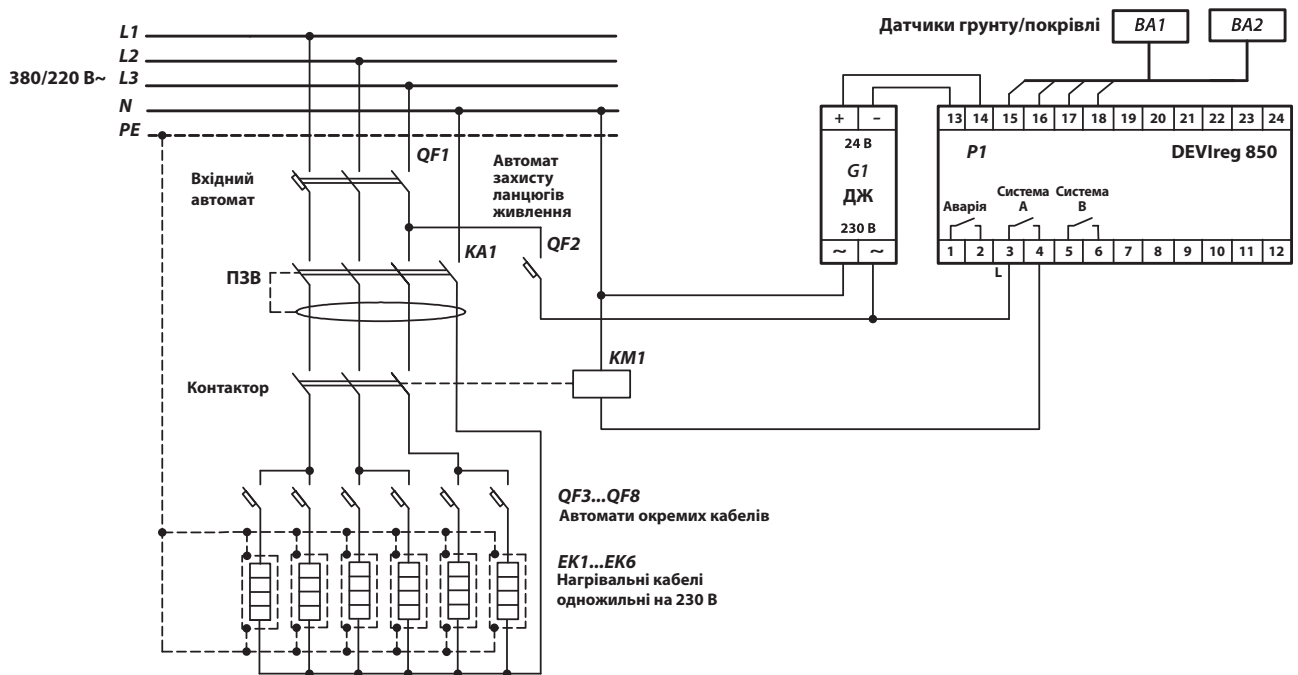 Датчики грунту/покрівлі
BA1
BA2
L1
L2
380/220 В~
L3
N
PE
+
–
24 В
G1
ДЖ
230 В
~
~
13
14
15
16
17
18
19
20
21
22
23
24
P1
DEVIreg 850
Аварія
Система
А
Система
В
1
2
3
4
5
6
7
8
9
10
11
12
L
Вхідний
автомат
QF1
Автомат
захисту
ланцюгів
живлення
KA1
QF2
ПЗВ
KM1
Контактор
QF3...QF8
Автомати окремих кабелів
EK1...EK6
Нагрівальні кабелі
одножильні на 230 В